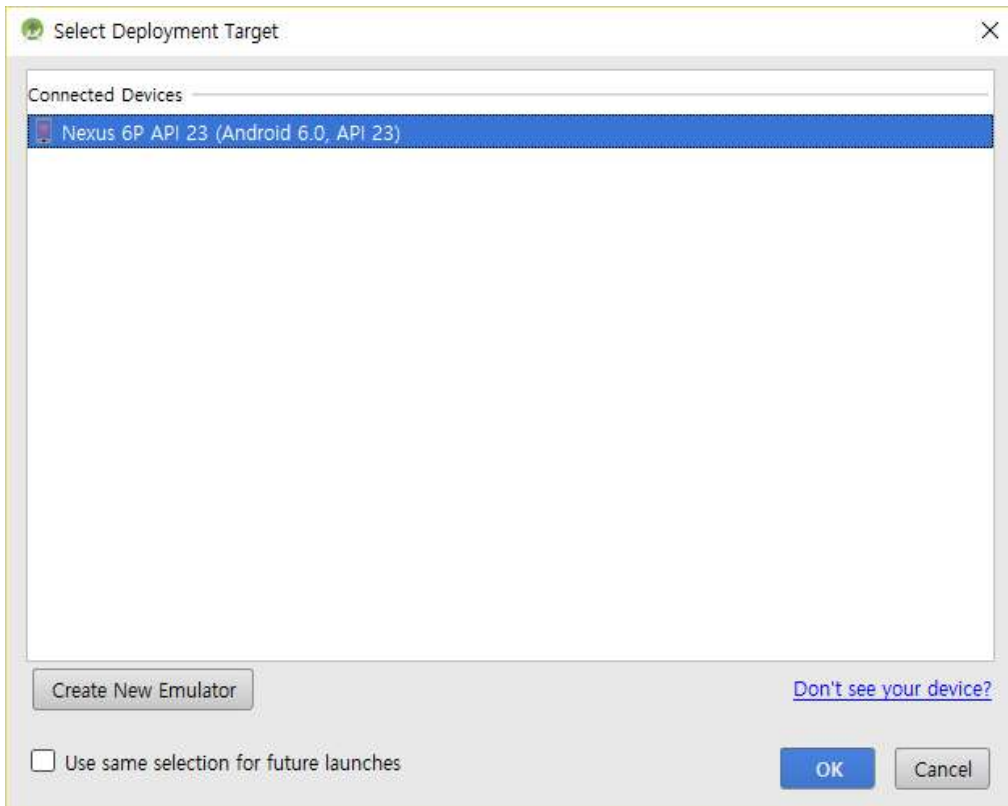 Select Deployment Target
Connected Devices
Nexus 6P API 23 (Android 6.0, API 23)
Create New Emulator
Don't see your device?
Use same selection for future launches
OK
Cancel